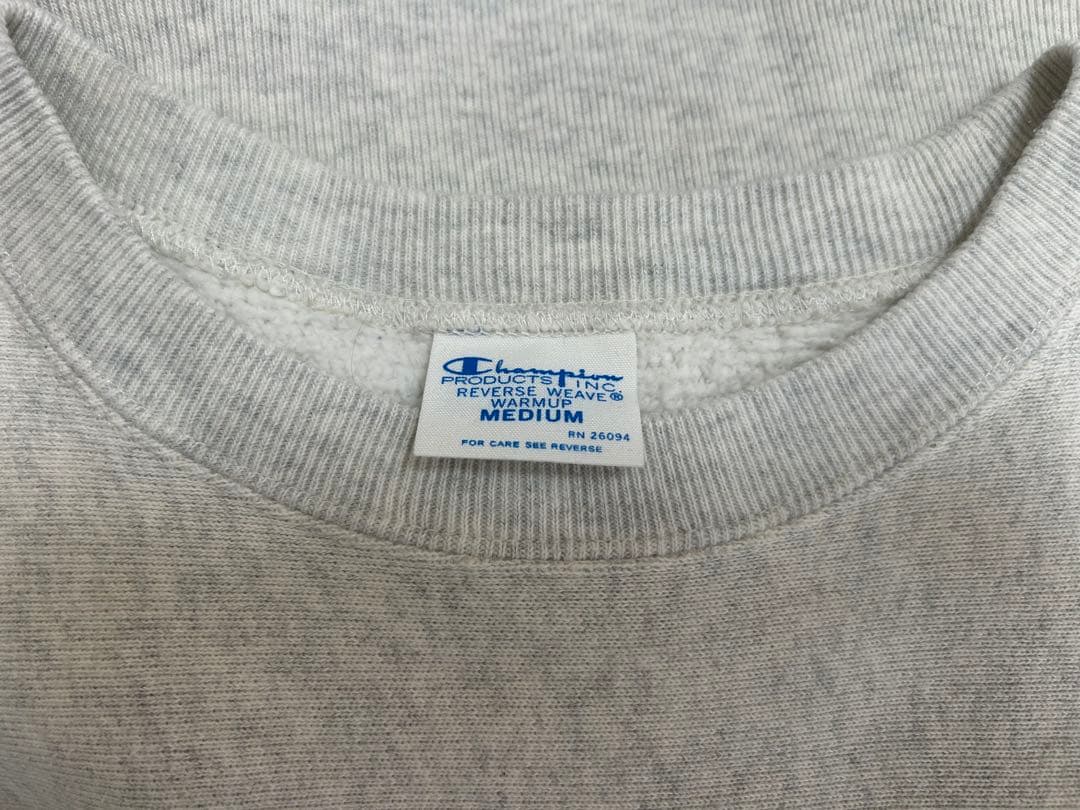 Champion
PRODUCTS INC.
REVERSE WEAVE®
WARMUP
MEDIUM
RN 26094
FOR CARE SEE REVERSE